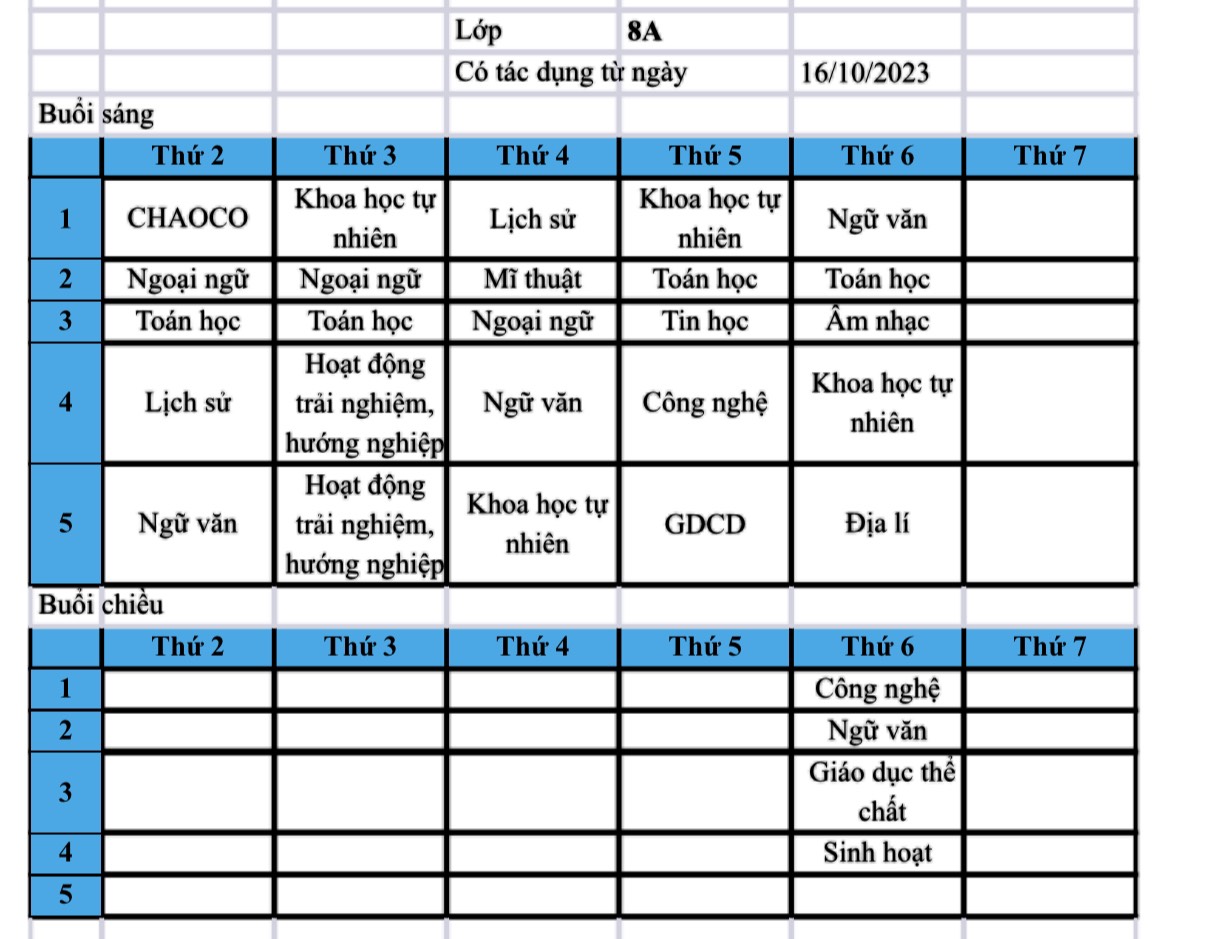 Lớp 8A
Có tác dụng từ ngày 16/10/2023
Buổi sáng
Thứ 2 Thứ 3 Thứ 4 Thứ 5 Thứ 6 Thứ 7
1 CHAOCO Khoa học tự nhiên Lịch sử Khoa học tự nhiên Ngữ văn
2 Ngoại ngữ Ngoại ngữ Mĩ thuật Toán học Toán học
3 Toán học Toán học Ngoại ngữ Tin học Âm nhạc
4 Lịch sử Hoạt động trải nghiệm, hướng nghiệp Ngữ văn Công nghệ Khoa học tự nhiên
5 Ngữ văn Hoạt động trải nghiệm, hướng nghiệp Khoa học tự nhiên GDCD Địa lí
Buổi chiều
Thứ 2 Thứ 3 Thứ 4 Thứ 5 Thứ 6 Thứ 7
1 Công nghệ
2 Ngữ văn
3 Giáo dục thể chất
4 Sinh hoạt
5